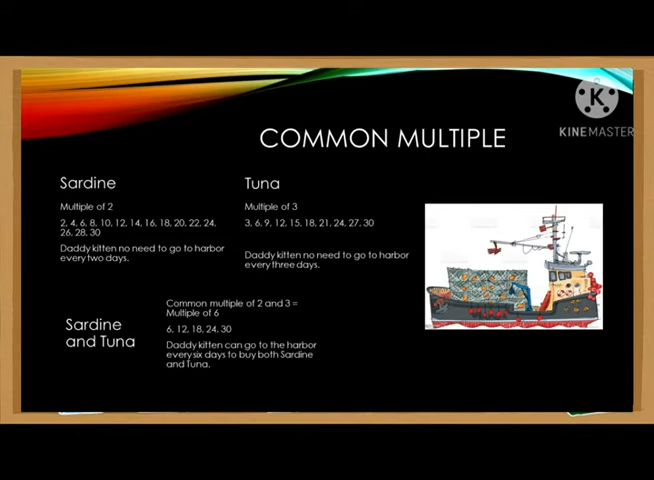 K
KINEMASTER
COMMON MULTIPLE
Sardine
Multiple of 2
2, 4, 6, 8, 10, 12, 14, 16, 18, 20, 22, 24,
26, 28, 30
Daddy kitten no need to go to harbor
every two days.
Tuna
Multiple of 3
3, 6, 9, 12, 15, 18, 21, 24, 27, 30
Daddy kitten no need to go to harbor
every three days.
Sardine
and Tuna
Common multiple of 2 and 3 =
Multiple of 6
6, 12, 18, 24, 30
Daddy kitten can go to the harbor
every six days to buy both Sardine
and Tuna.